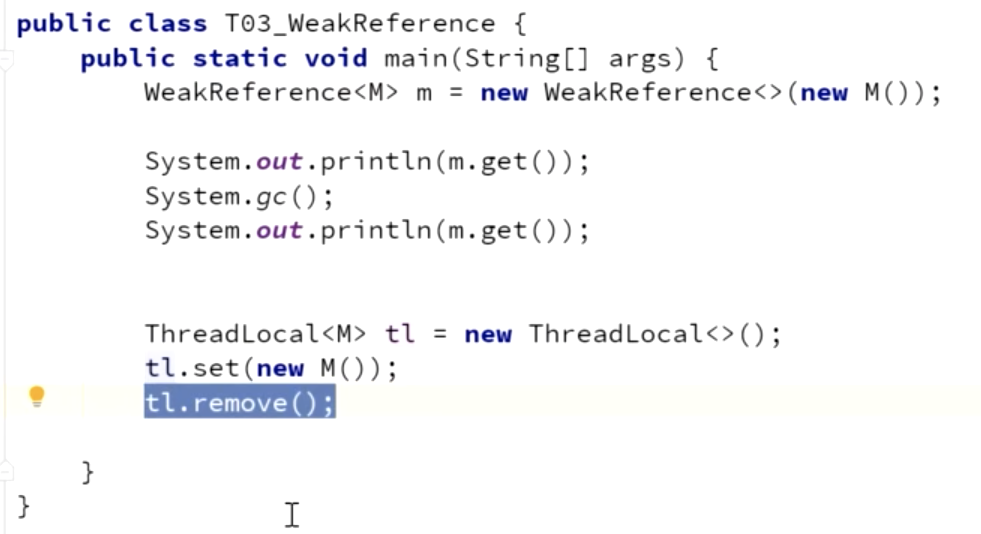 public class T03_WeakReference {
    public static void main(String[] args) {
        WeakReference<M> m = new WeakReference<>(new M());
        System.out.println(m.get());
        System.gc();
        System.out.println(m.get());
        ThreadLocal<M> tl = new ThreadLocal<>();
        tl.set(new M());
        tl.remove();
    }
}